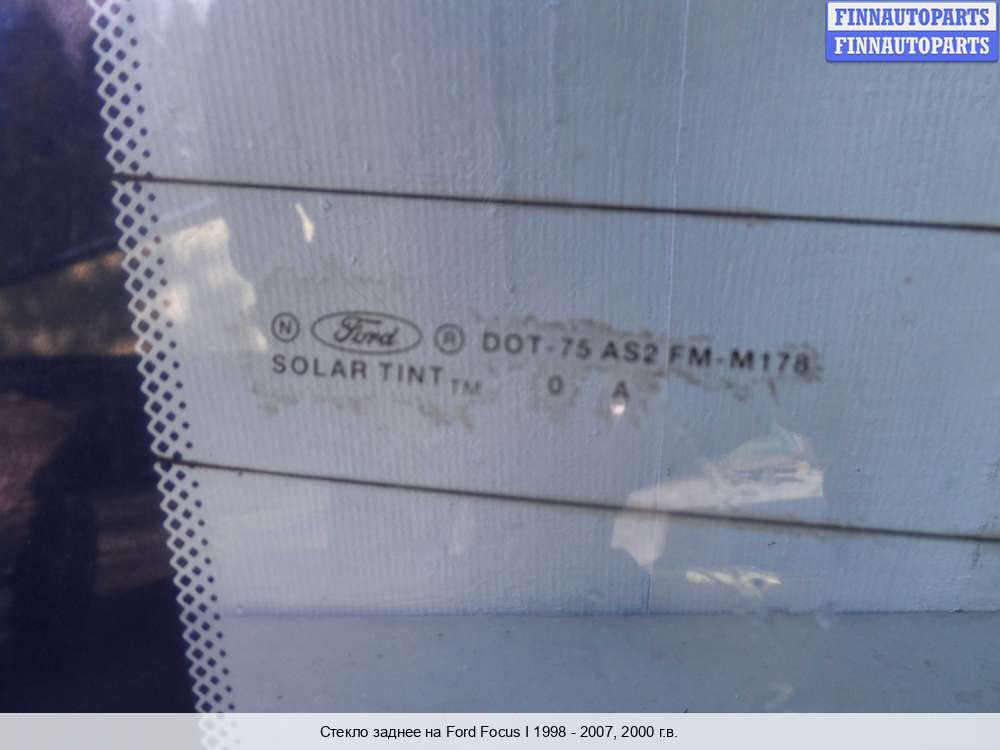 FINNAUTOPARTS
FINNAUTOPARTS
N Ford R DOT-75 AS2 FM-M178
SOLAR TINT TM 0 A
Стекло заднее на Ford Focus I 1998 - 2007, 2000 г.в.